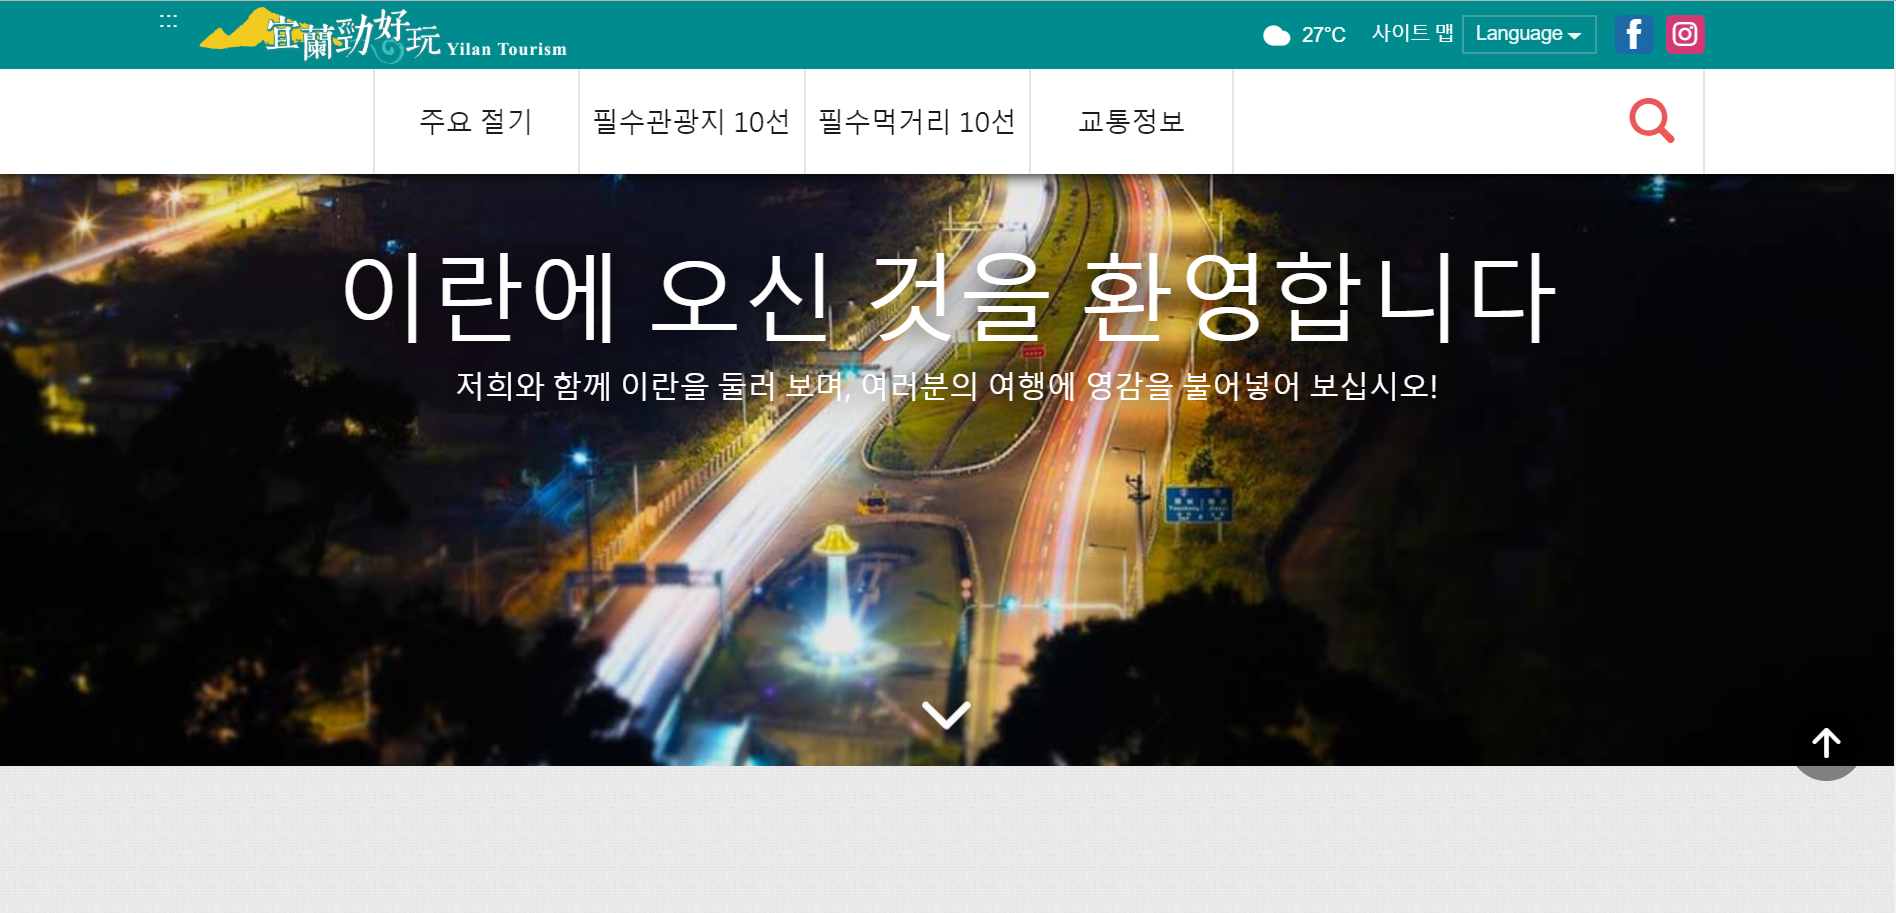 :::
宜蘭勁好玩 Yilan Tourism
27°C 사이트 맵 Language
주요 절기 필수관광지 10선 필수먹거리 10선 교통정보
이란에 오신 것을 환영합니다
저희와 함께 이란을 둘러 보며, 여러분의 여행에 영감을 불어넣어 보십시오!